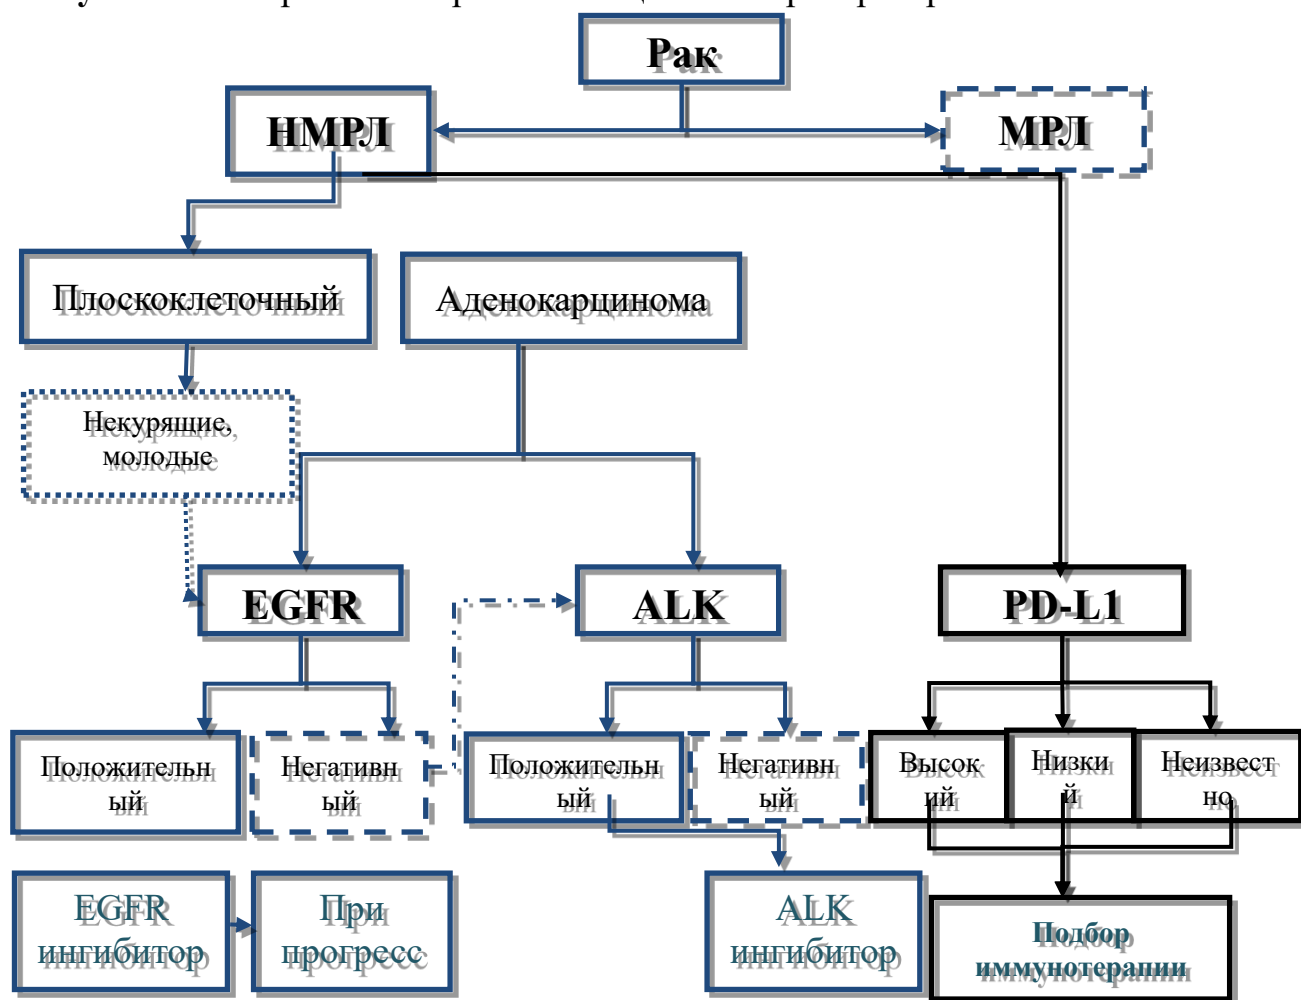 Рак
НМРЛ
МРЛ
Плоскоклеточный
Аденокарцинома
Некурящие,
молодые
EGFR
ALK
PD-L1
Положительн
ый
Негативн
ый
Положительн
ый
Негативн
ый
Высок
ий
Низки
й
Неизвест
но
EGFR
ингибитор
При
прогресс
ALK
ингибитор
Подбор
иммунотерапии